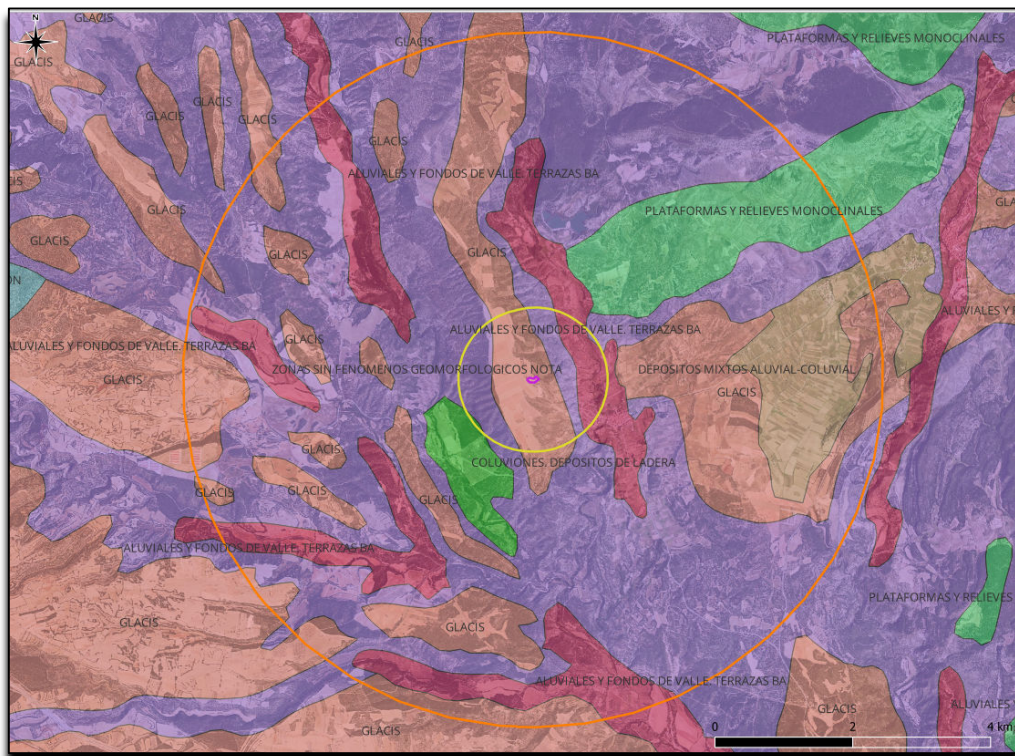 GLACIS
N
GLACIS
PLATAFORMAS Y RELIEVES MONOCLINALES
GLACIS
GLACIS
GLACIS
GLACIS
ALUVIALES Y FONDOS DE VALLE. TERRAZAS BA
CIS
GLA
GLACIS
PLATAFORMAS Y RELIEVES MONOCLINALES
GLACIS
GLACIS
GLACIS
ON
ALUVIALES Y F
ALUVIALES Y FONDOS DE VALLE. TERRAZAS BA
GLACIS
ALUVIALES Y FONDOS DE VALLE. TERRAZAS BA
ZONAS SIN FENOMENOS GEOMORFOLOGICOS NOTA
DEPOSITOS MIXTOS ALUVIAL-COLUVIAL
GLACIS
GLACIS
GLACIS
COLUVIONES. DEPOSITOS DE LADERA
GLACIS
GLACIS
GLACIS
GLACIS
ALUVIALES Y FONDOS DE VALLE. TERRAZAS BA
PLATAFORMAS Y RELIEVES
GLACIS
GLACIS
ALUVIALES Y FONDOS DE VALLE. TERRAZAS BA
ALUVIALES Y
GLACIS
GLACIS
0 2 4 km